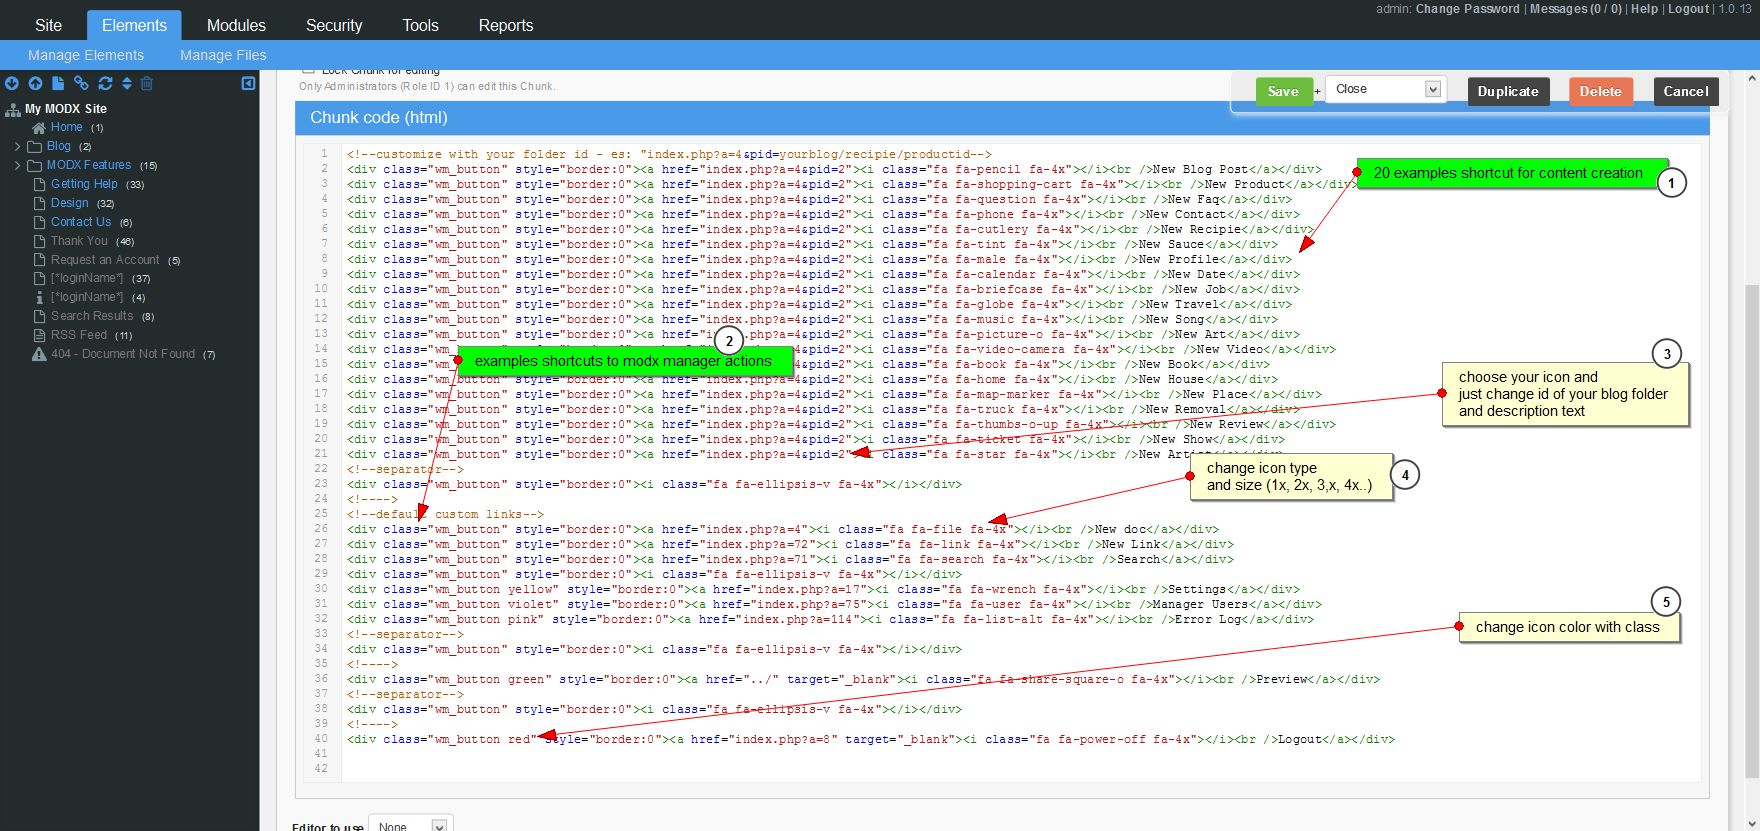 admin: Change Password | Messages (0 / 0) | Help | Logout | 1.0.13
Site Elements Modules Security Tools Reports
Manage Elements Manage Files
My MODX Site
Home (1)
Blog (2)
MODX Features (15)
Getting Help (33)
Design (32)
Contact Us (6)
Thank You (46)
Request an Account (5)
[*loginName*] (37)
[*loginName*] (4)
Search Results (8)
RSS Feed (11)
404 - Document Not Found (7)
Lock Chunk for editing
Only Administrators (Role ID 1) can edit this Chunk.
Save + Close Duplicate Delete Cancel
Chunk code (html)
1 <!--customize with your folder id - es: "index.php?a=4&pid=yourblog/recipie/productid-->
2 <div class="wm_button" style="border:0"><a href="index.php?a=4&pid=2"><i class="fa fa-pencil fa-4x"></i><br />New Blog Post</a></div>
3 <div class="wm_button" style="border:0"><a href="index.php?a=4&pid=2"><i class="fa fa-shopping-cart fa-4x"></i><br />New Product</a></div>
4 <div class="wm_button" style="border:0"><a href="index.php?a=4&pid=2"><i class="fa fa-question fa-4x"></i><br />New Faq</a></div>
5 <div class="wm_button" style="border:0"><a href="index.php?a=4&pid=2"><i class="fa fa-phone fa-4x"></i><br />New Contact</a></div>
6 <div class="wm_button" style="border:0"><a href="index.php?a=4&pid=2"><i class="fa fa-cutlery fa-4x"></i><br />New Recipie</a></div>
7 <div class="wm_button" style="border:0"><a href="index.php?a=4&pid=2"><i class="fa fa-tint fa-4x"></i><br />New Sauce</a></div>
8 <div class="wm_button" style="border:0"><a href="index.php?a=4&pid=2"><i class="fa fa-male fa-4x"></i><br />New Profile</a></div>
9 <div class="wm_button" style="border:0"><a href="index.php?a=4&pid=2"><i class="fa fa-calendar fa-4x"></i><br />New Date</a></div>
10 <div class="wm_button" style="border:0"><a href="index.php?a=4&pid=2"><i class="fa fa-briefcase fa-4x"></i><br />New Job</a></div>
11 <div class="wm_button" style="border:0"><a href="index.php?a=4&pid=2"><i class="fa fa-globe fa-4x"></i><br />New Travel</a></div>
12 <div class="wm_button" style="border:0"><a href="index.php?a=4&pid=2"><i class="fa fa-music fa-4x"></i><br />New Song</a></div>
13 <div class="wm_button" style="border:0"><a href="index.php?a=4&pid=2"><i class="fa fa-picture-o fa-4x"></i><br />New Art</a></div>
14 <div class="wm_button" style="border:0"><a href="index.php?a=4&pid=2"><i class="fa fa-video-camera fa-4x"></i><br />New Video</a></div>
15 <div class="wm_ =4&pid=2"><i class="fa fa-book fa-4x"></i><br />New Book</a></div>
16 <div class="wm_button" style="border:0"><a href="index.php?a=4&pid=2"><i class="fa fa-home fa-4x"></i><br />New House</a></div>
17 <div class="wm_button" style="border:0"><a href="index.php?a=4&pid=2"><i class="fa fa-map-marker fa-4x"></i><br />New Place</a></div>
18 <div class="wm_button" style="border:0"><a href="index.php?a=4&pid=2"><i class="fa fa-truck fa-4x"></i><br />New Removal</a></div>
19 <div class="wm_button" style="border:0"><a href="index.php?a=4&pid=2"><i class="fa fa-thumbs-o-up fa-4x"></i><br />New Review</a></div>
20 <div class="wm_button" style="border:0"><a href="index.php?a=4&pid=2"><i class="fa fa-ticket fa-4x"></i><br />New Show</a></div>
21 <div class="wm_button" style="border:0"><a href="index.php?a=4&pid=2"><i class="fa fa-star fa-4x"></i><br />New Artist</a></div>
22 <!--separator-->
23 <div class="wm_button" style="border:0"><i class="fa fa-ellipsis-v fa-4x"></i></div>
24 <!---->
25 <!--default custom links-->
26 <div class="wm_button" style="border:0"><a href="index.php?a=4"><i class="fa fa-file fa-4x"></i><br />New doc</a></div>
27 <div class="wm_button" style="border:0"><a href="index.php?a=72"><i class="fa fa-link fa-4x"></i><br />New Link</a></div>
28 <div class="wm_button" style="border:0"><a href="index.php?a=71"><i class="fa fa-search fa-4x"></i><br />Search</a></div>
29 <div class="wm_button" style="border:0"><i class="fa fa-ellipsis-v fa-4x"></i></div>
30 <div class="wm_button yellow" style="border:0"><a href="index.php?a=17"><i class="fa fa-wrench fa-4x"></i><br />Settings</a></div>
31 <div class="wm_button violet" style="border:0"><a href="index.php?a=75"><i class="fa fa-user fa-4x"></i><br />Manager Users</a></div>
32 <div class="wm_button pink" style="border:0"><a href="index.php?a=114"><i class="fa fa-list-alt fa-4x"></i><br />Error Log</a></div>
33 <!--separator-->
34 <div class="wm_button" style="border:0"><i class="fa fa-ellipsis-v fa-4x"></i></div>
35 <!---->
36 <div class="wm_button green" style="border:0"><a href="../" target="_blank"><i class="fa fa-share-square-o fa-4x"></i><br />Preview</a></div>
37 <!--separator-->
38 <div class="wm_button" style="border:0"><i class="fa fa-ellipsis-v fa-4x"></i></div>
39 <!---->
40 <div class="wm_button red" style="border:0"><a href="index.php?a=8" target="_blank"><i class="fa fa-power-off fa-4x"></i><br />Logout</a></div>
41
42
20 examples shortcut for content creation
1
2
examples shortcuts to modx manager actions
3
choose your icon and
just change id of your blog folder
and description text
change icon type
and size (1x, 2x, 3,x, 4x..)
4
5
change icon color with class
Editor to use None